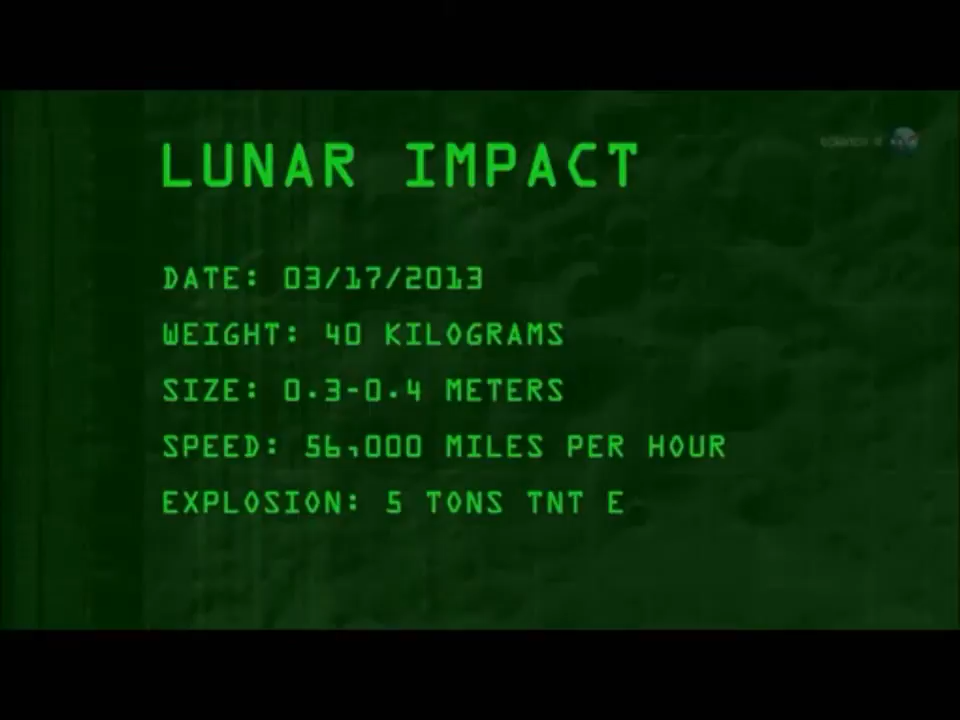 LUNAR IMPACT
DATE: 03/17/2013
WEIGHT: 40 KILOGRAMS
SIZE: 0.3-0.4 METERS
SPEED: 56,000 MILES PER HOUR
EXPLOSION: 5 TONS TNT E